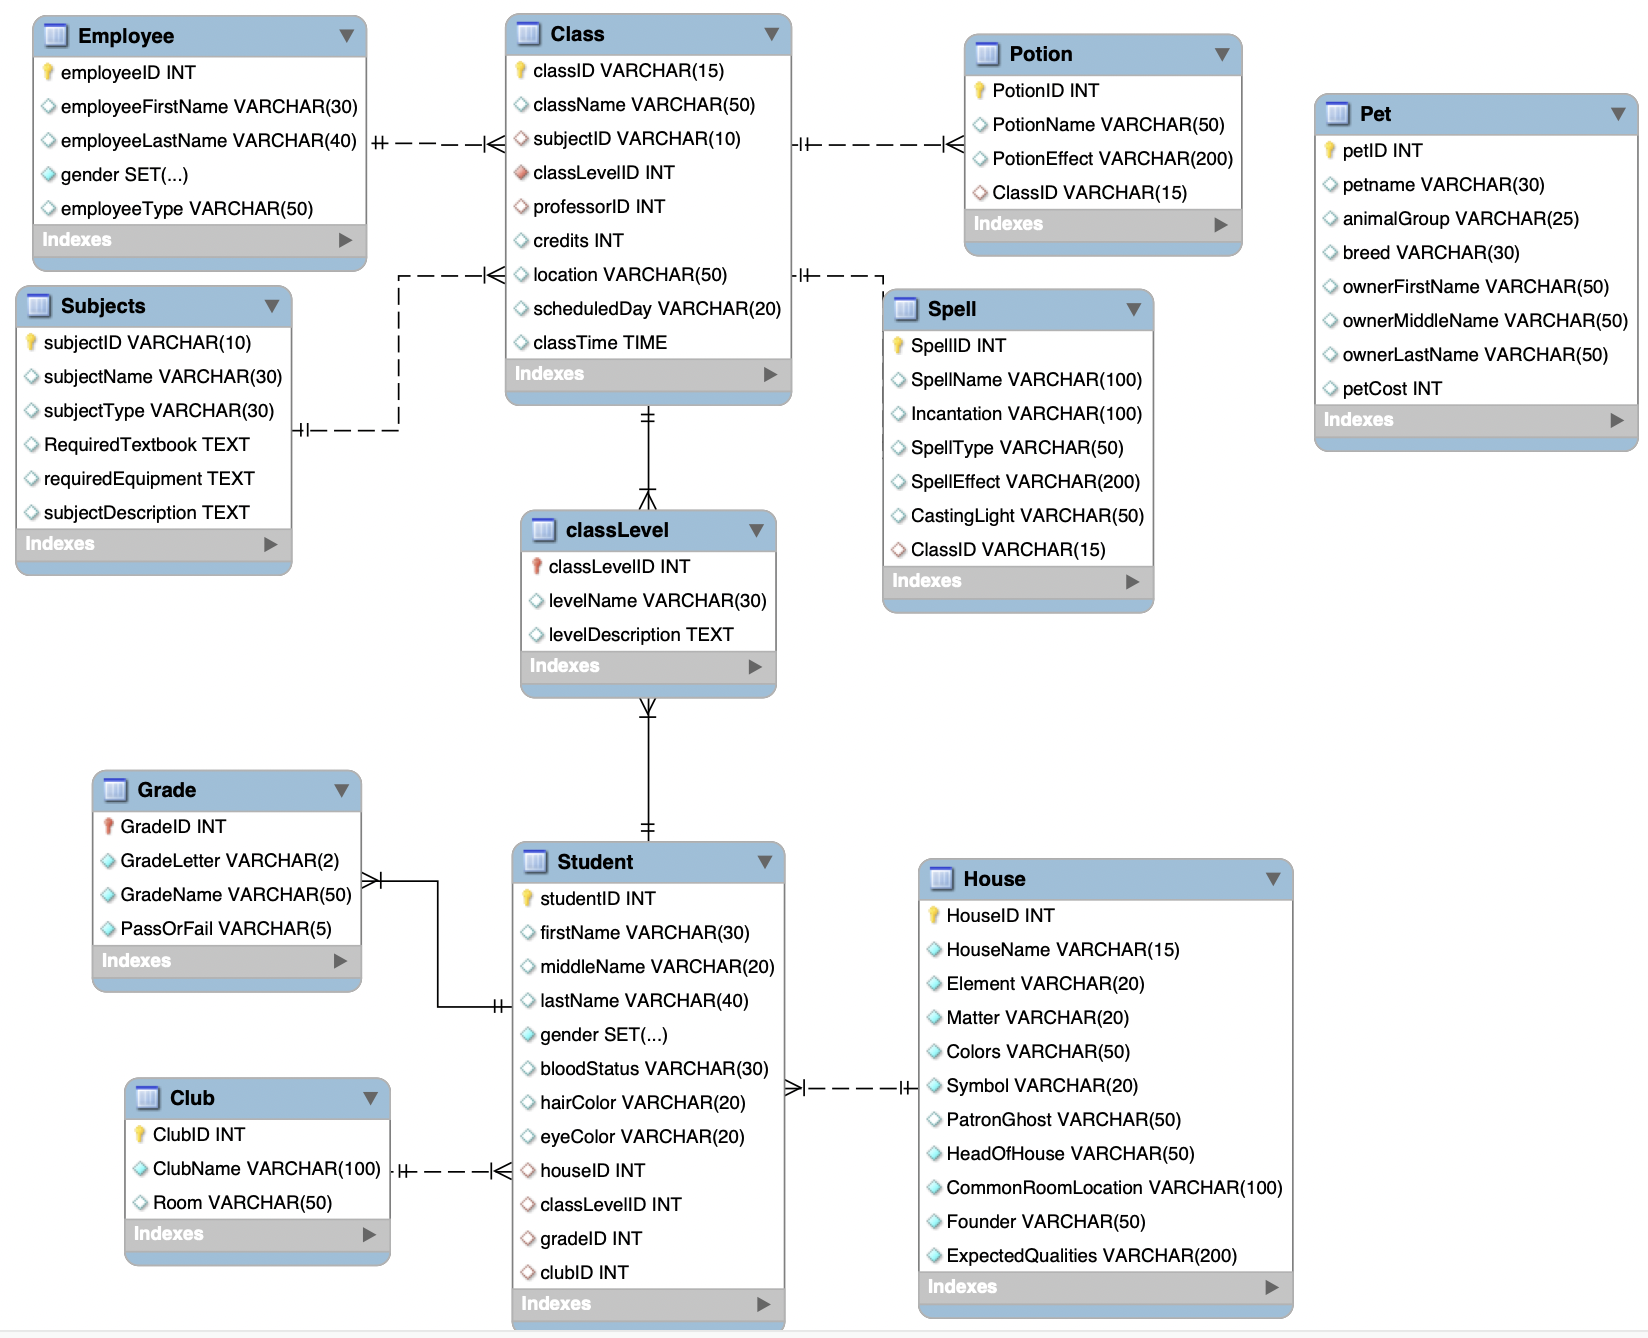 Employee
employeeID INT
employeeFirstName VARCHAR(30)
employeeLastName VARCHAR(40)
gender SET(...)
employeeType VARCHAR(50)
Indexes
Class
classID VARCHAR(15)
className VARCHAR(50)
subjectID VARCHAR(10)
classLevelID INT
professorID INT
credits INT
location VARCHAR(50)
scheduledDay VARCHAR(20)
classTime TIME
Indexes
Potion
PotionID INT
PotionName VARCHAR(50)
PotionEffect VARCHAR(200)
ClassID VARCHAR(15)
Indexes
Pet
petID INT
petname VARCHAR(30)
animalGroup VARCHAR(25)
breed VARCHAR(30)
ownerFirstName VARCHAR(50)
ownerMiddleName VARCHAR(50)
ownerLastName VARCHAR(50)
petCost INT
Indexes
Subjects
subjectID VARCHAR(10)
subjectName VARCHAR(30)
subjectType VARCHAR(30)
RequiredTextbook TEXT
requiredEquipment TEXT
subjectDescription TEXT
Indexes
Spell
SpellID INT
SpellName VARCHAR(100)
Incantation VARCHAR(100)
SpellType VARCHAR(50)
SpellEffect VARCHAR(200)
CastingLight VARCHAR(50)
ClassID VARCHAR(15)
Indexes
classLevel
classLevelID INT
levelName VARCHAR(30)
levelDescription TEXT
Indexes
Grade
GradeID INT
GradeLetter VARCHAR(2)
GradeName VARCHAR(50)
PassOrFail VARCHAR(5)
Indexes
Student
studentID INT
firstName VARCHAR(30)
middleName VARCHAR(20)
lastName VARCHAR(40)
gender SET(...)
bloodStatus VARCHAR(30)
hairColor VARCHAR(20)
eyeColor VARCHAR(20)
houseID INT
classLevelID INT
gradeID INT
clubID INT
Indexes
House
HouseID INT
HouseName VARCHAR(15)
Element VARCHAR(20)
Matter VARCHAR(20)
Colors VARCHAR(50)
Symbol VARCHAR(20)
PatronGhost VARCHAR(50)
HeadOfHouse VARCHAR(50)
CommonRoomLocation VARCHAR(100)
Founder VARCHAR(50)
ExpectedQualities VARCHAR(200)
Indexes
Club
ClubID INT
ClubName VARCHAR(100)
Room VARCHAR(50)
Indexes